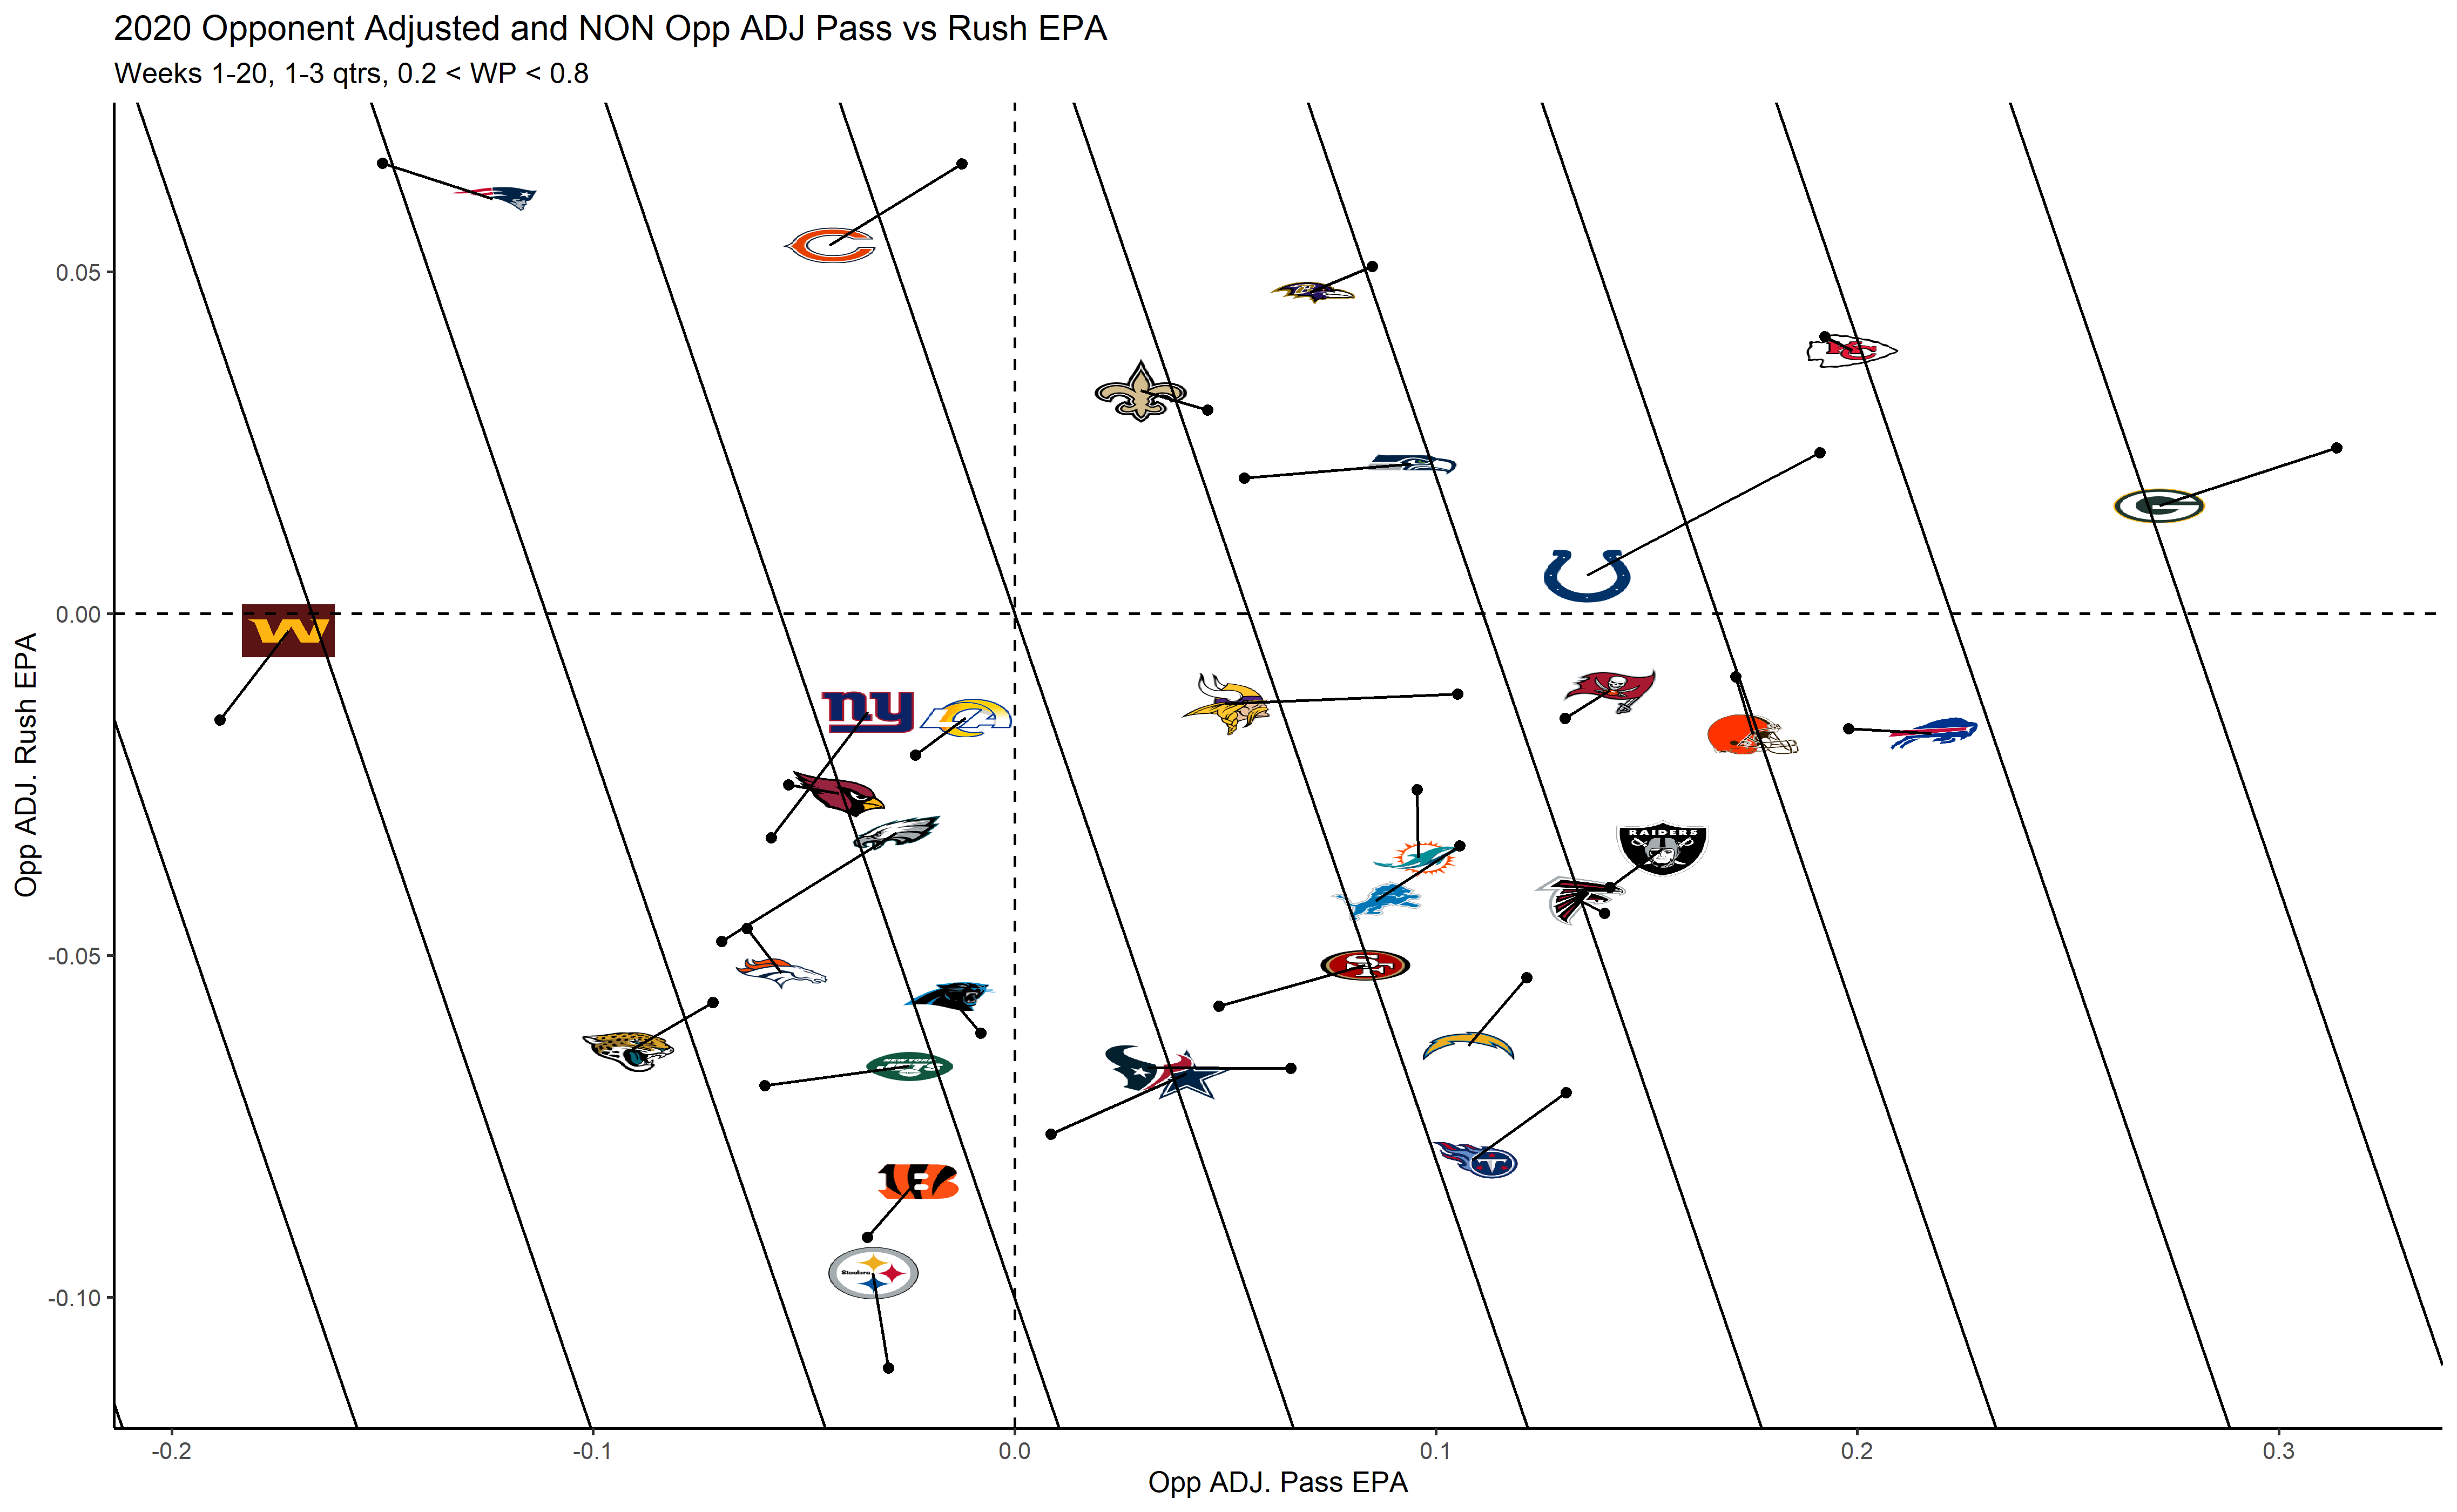 2020 Opponent Adjusted and NON Opp ADJ Pass vs Rush EPA
Weeks 1-20, 1-3 qtrs, 0.2 < WP < 0.8
Opp ADJ. Rush EPA
0.05
0.00
-0.05
-0.10
ny
RAIDERS
NEW YORK
JETS
Steelers
-0.2
-0.1
0.0
0.1
0.2
0.3
Opp ADJ. Pass EPA